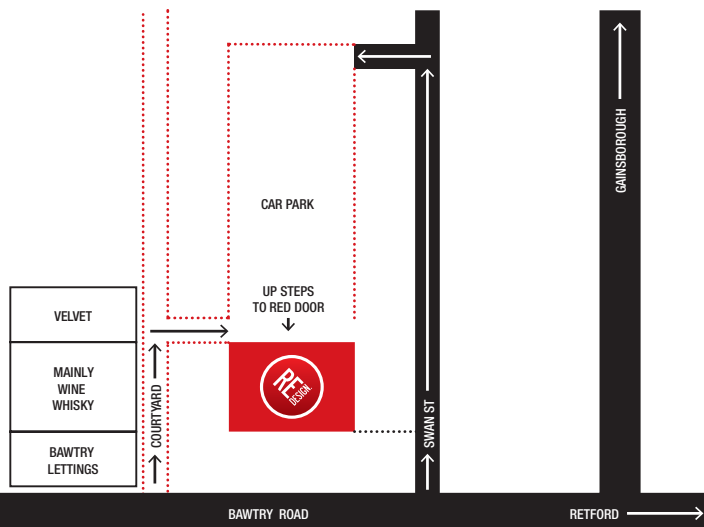 GAINSBOROUGH
CAR PARK
UP STEPS
TO RED DOOR
VELVET
MAINLY
WINE
WHISKY
BAWTRY
LETTINGS
COURTYARD
RE
DESIGN.
SWAN ST
BAWTRY ROAD
RETFORD